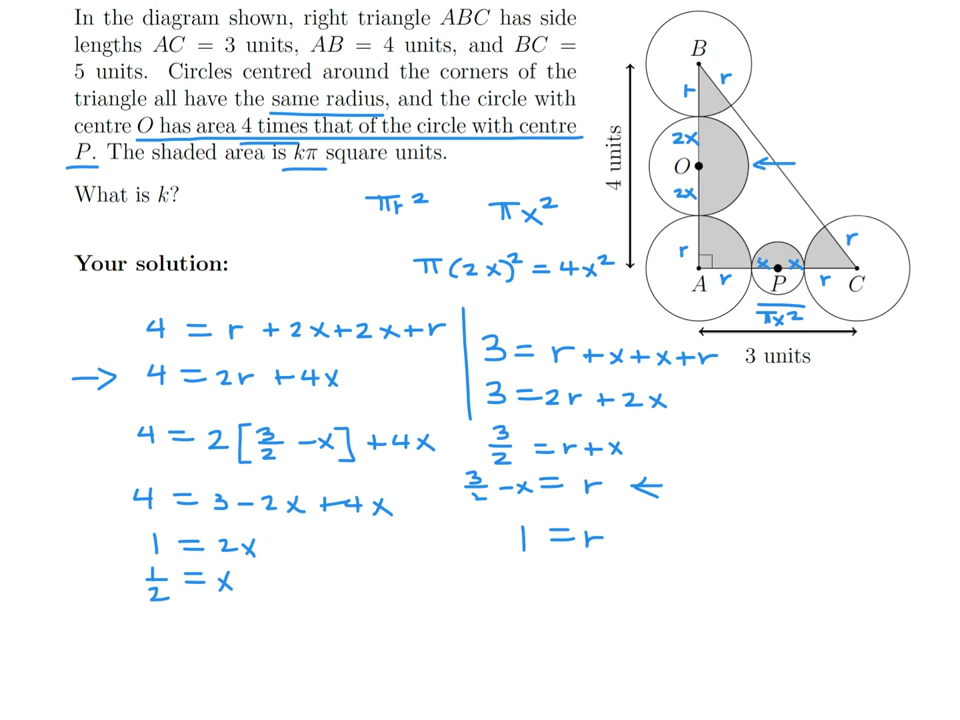 In the diagram shown, right triangle ABC has side
lengths AC = 3 units, AB = 4 units, and BC =
5 units. Circles centred around the corners of the
triangle all have the same radius, and the circle with
centre O has area 4 times that of the circle with centre
P. The shaded area is kπ square units.
What is k?
πr² πx²
Your solution:
π(2x)² = 4x²
4 = r + 2x + 2x + r
→ 4 = 2r + 4x
4 = 2[3/2 - x] + 4x
4 = 3 - 2x + 4x
1 = 2x
1/2 = x
3 = r + x + x + r
3 = 2r + 2x
3/2 = r + x
3/2 - x = r ←
1 = r
B
r
r
2x
O
←
2x
4 units
r
r
x x
A r P r C
πx²
3 units